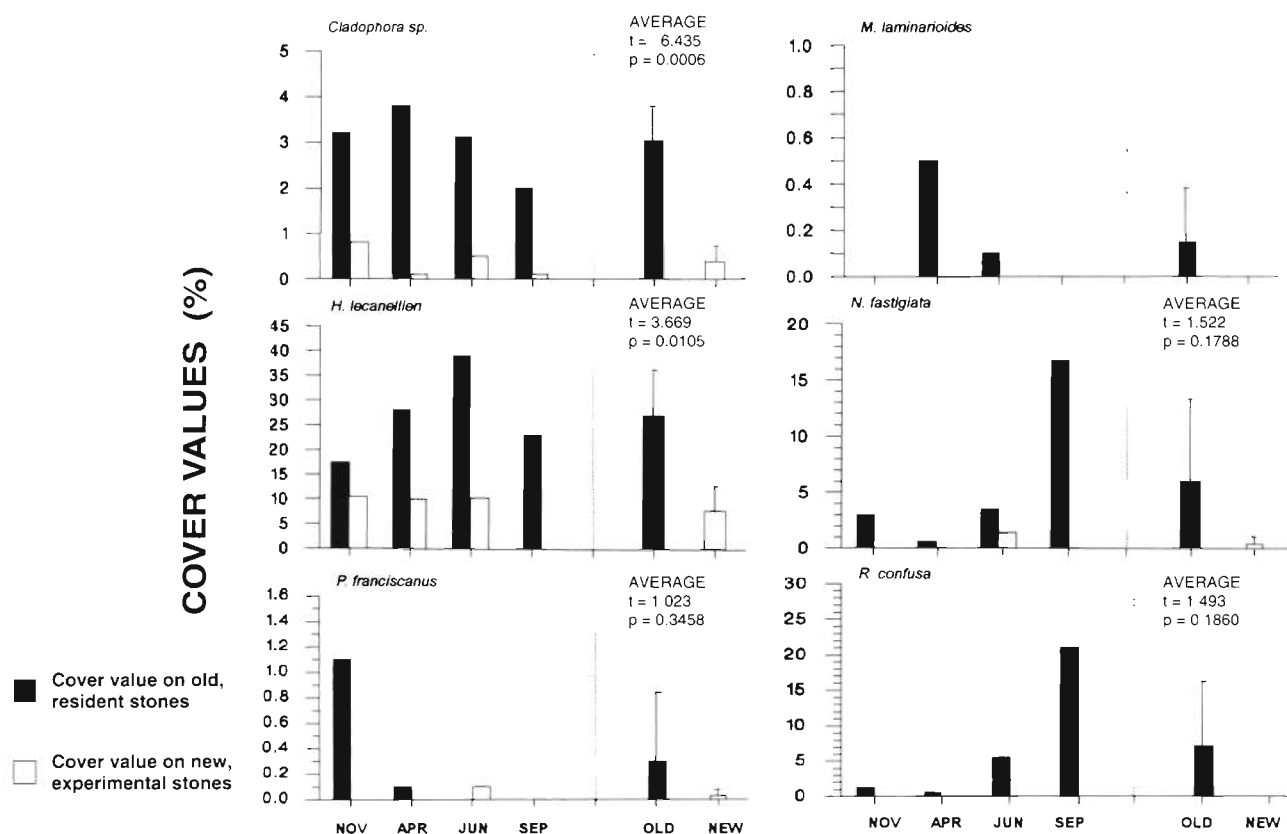 Cladophora sp.
AVERAGE
t = 6.435
p = 0.0006
5
4
3
2
1
0
M. laminarioides
1.0
0.8
0.6
0.4
0.2
0.0
COVER VALUES (%)
H. lecanellien
AVERAGE
t = 3.669
p = 0.0105
45
40
35
30
25
20
15
10
5
0
N. fastigiata
AVERAGE
t = 1.522
p = 0.1788
20
15
10
5
0
P. franciscanus
AVERAGE
t = 1 023
p = 0.3458
1.6
1.4
1.2
1.0
0.8
0.6
0.4
0.2
0.0
NOV APR JUN SEP OLD NEW
R confusa
AVERAGE
t = 1 493
p = 0 1860
30
25
20
15
10
5
0
NOV APR JUN SEP OLD NEW
Cover value on old,
resident stones
Cover value on new,
experimental stones